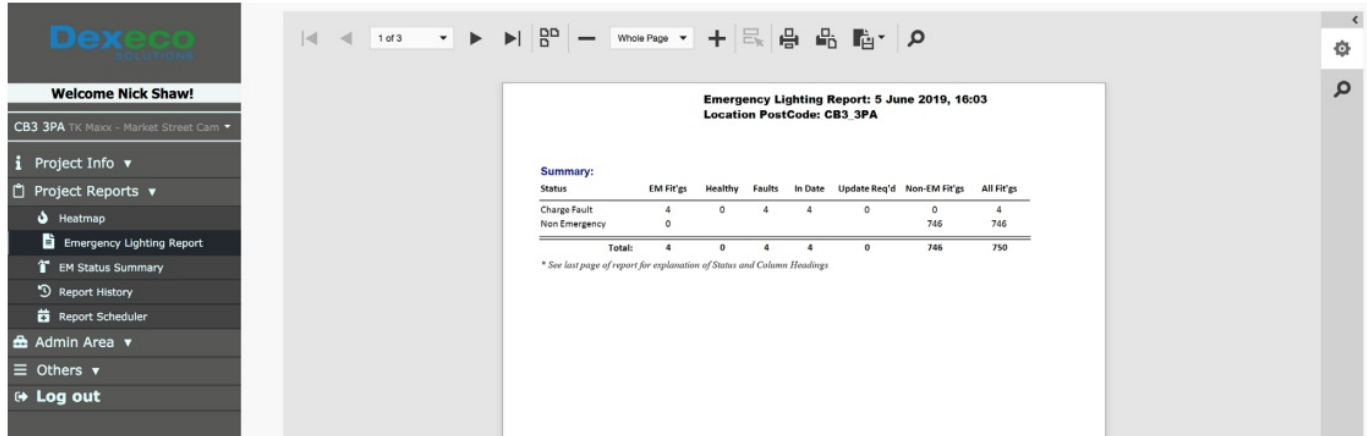 Dexeco
SOLUTIONS
Welcome Nick Shaw!
CB3 3PA TK Maxx - Market Street Cam
Project Info
Project Reports
Heatmap
Emergency Lighting Report
EM Status Summary
Report History
Report Scheduler
Admin Area
Others
Log out
1 of 3
Whole Page
Emergency Lighting Report: 5 June 2019, 16:03
Location PostCode: CB3_3PA
Summary:
Status EM Fit'gs Healthy Faults In Date Update Req'd Non-EM Fit'gs All Fit'gs
Charge Fault 4 0 4 4 0 0 4
Non Emergency 0 746 746
Total: 4 0 4 4 0 746 750
* See last page of report for explanation of Status and Column Headings